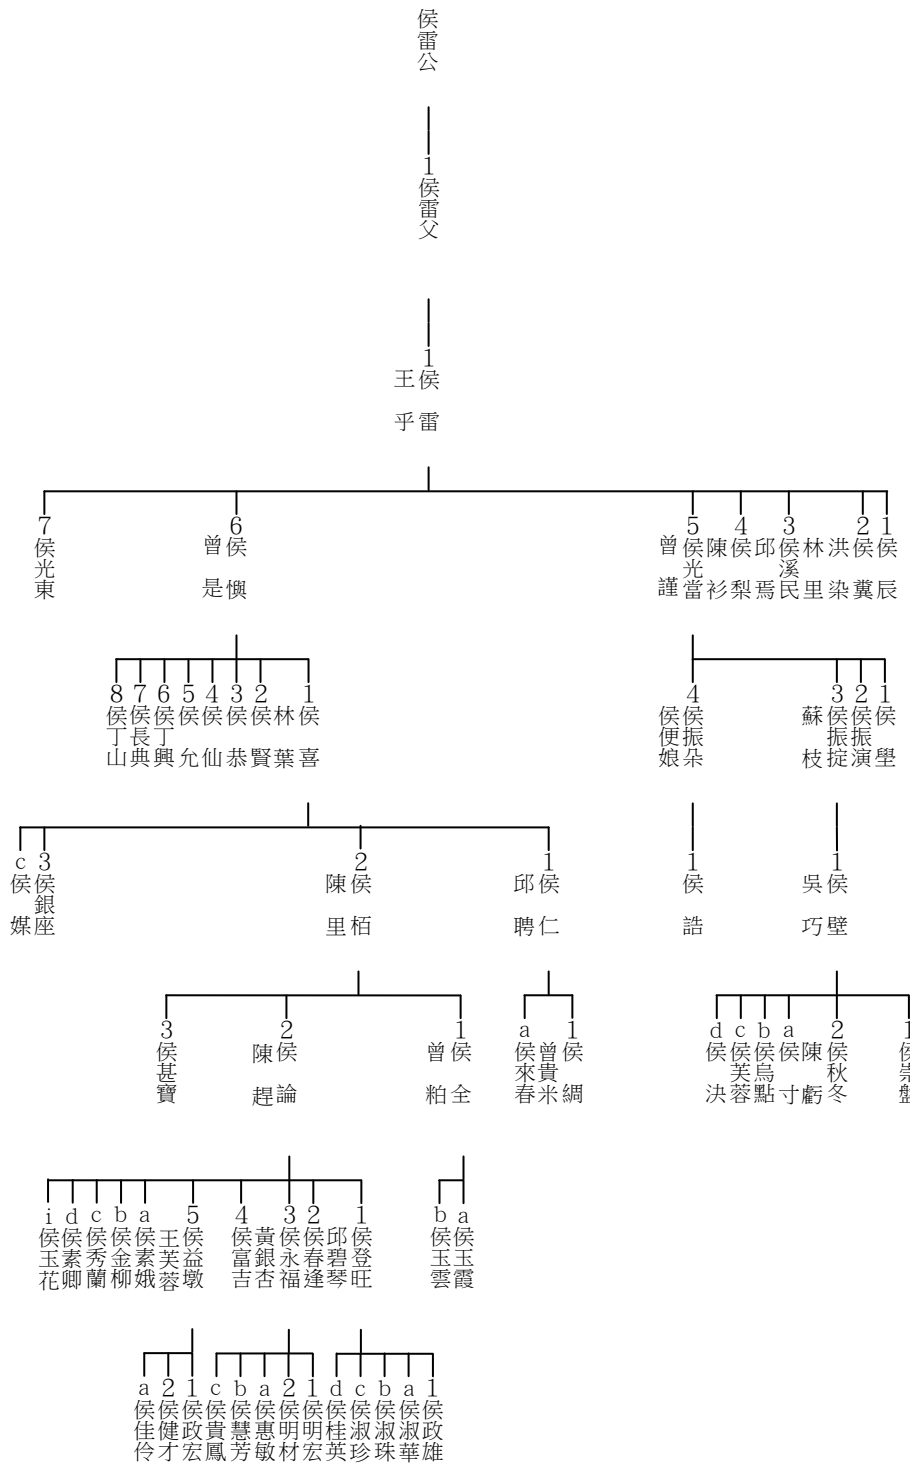 侯雷公
1侯雷父
1侯 雷
王 乎
1侯 辰
2侯 糞
洪 染
林 里
3侯溪民
邱 焉
4侯 梨
陳 衫
5侯光當
曾 謹
6侯 懊
曾 是
7侯光東
1侯 壆
2侯振演
3侯振掟
蘇 枝
4侯振朵
侯便娘
1侯 喜
林 葉
2侯 賢
3侯 恭
4侯 仙
5侯 允
6侯丁興
7侯長典
8侯丁山
1侯 壁
吳 巧
1侯 誥
1侯 仁
邱 聘
2侯 栢
陳 里
3侯銀座
c侯 媒
1侯崇盤
2侯秋冬
陳 虧
a侯 寸
b侯烏點
c侯芙蓉
d侯 決
1侯 綢
曾貴米
a侯來春
1侯 全
曾 粕
2侯 論
陳 趕
3侯甚寶
a侯玉霞
b侯玉雲
1侯登旺
邱碧琴
2侯春逢
3侯永福
黃銀杏
4侯富吉
5侯益墩
王芙蓉
a侯素娥
b侯金柳
c侯秀蘭
d侯素卿
i侯玉花
1侯政雄
a侯淑華
b侯淑珠
c侯淑珍
d侯桂英
1侯明宏
2侯明材
a侯惠敏
b侯慧芳
c侯貴鳳
1侯政宏
2侯健才
a侯佳伶